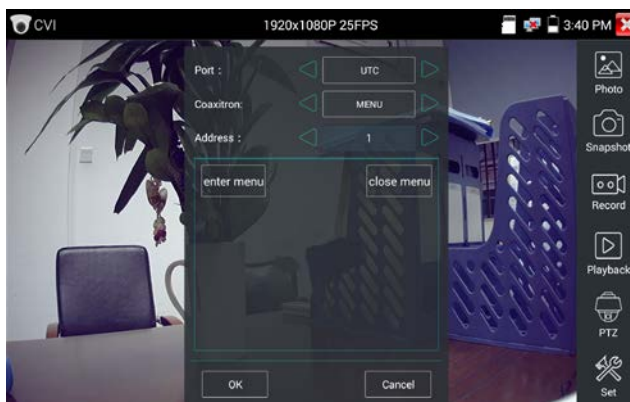 CVI 1920x1080P 25FPS 3:40 PM
Port : UTC
Coaxitron: MENU
Address : 1
enter menu close menu
OK Cancel
Photo
Snapshot
Record
Playback
PTZ
Set